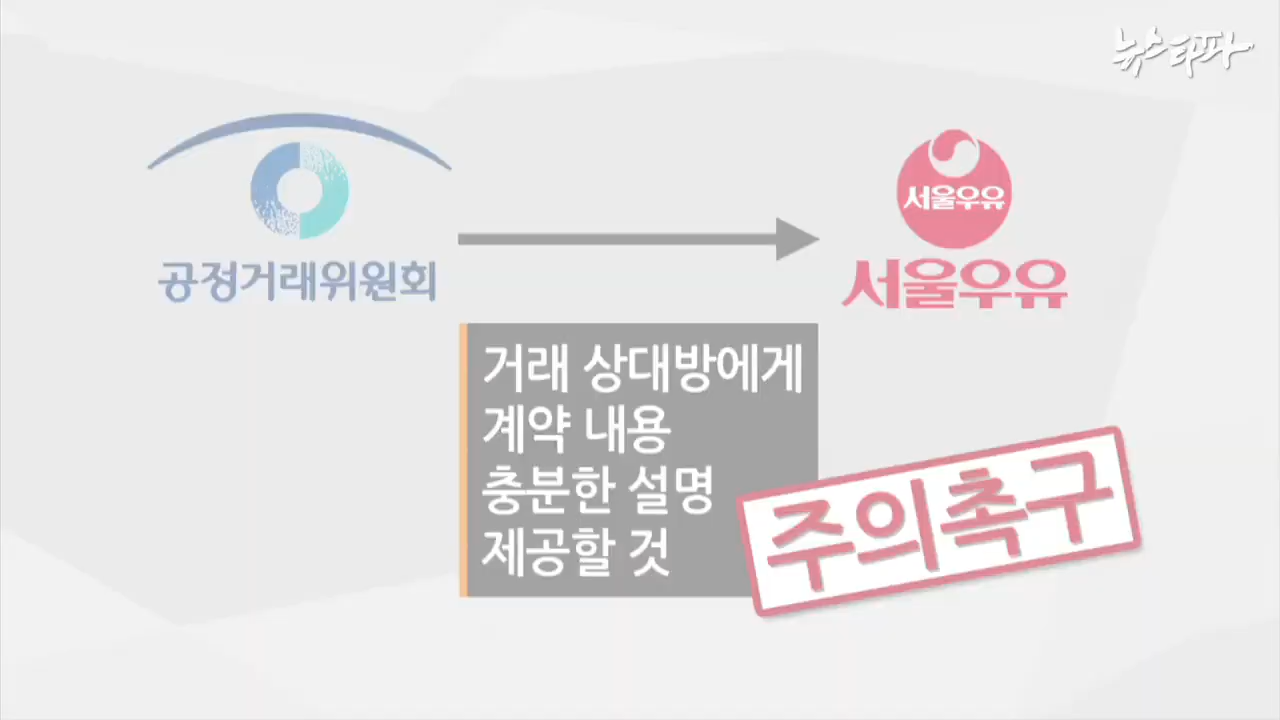 뉴스타파
공정거래위원회
서울우유
서울우유
거래 상대방에게
계약 내용
충분한 설명
제공할 것
주의촉구